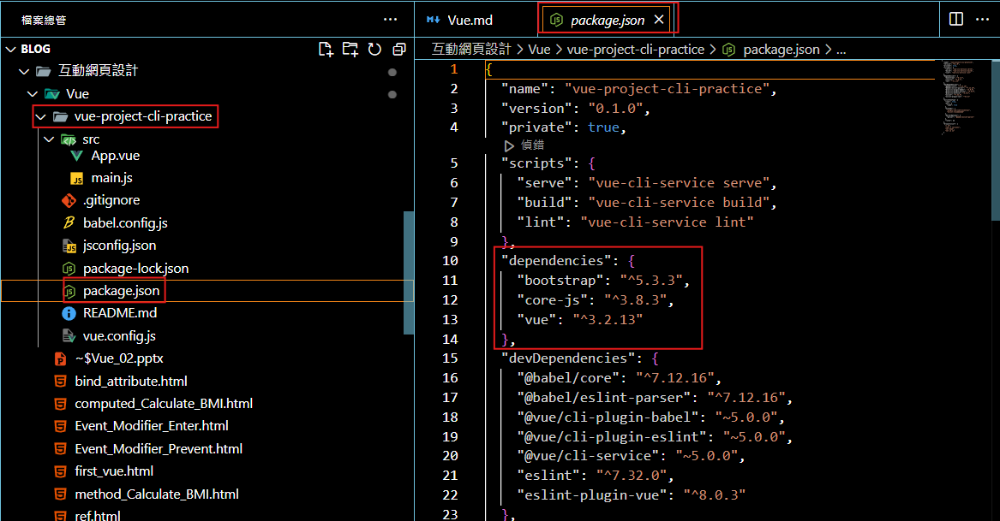 檔案總管
BLOG
互動網頁設計
Vue
vue-project-cli-practice
src
App.vue
main.js
.gitignore
babel.config.js
jsconfig.json
package-lock.json
package.json
README.md
vue.config.js
~$Vue_02.pptx
bind_attribute.html
computed_Calculate_BMI.html
Event_Modifier_Enter.html
Event_Modifier_Prevent.html
first_vue.html
method_Calculate_BMI.html
ref.html
Vue.md
package.json
互動網頁設計 > Vue > vue-project-cli-practice > package.json > ...
1 {
2 "name": "vue-project-cli-practice",
3 "version": "0.1.0",
4 "private": true,
偵錯
5 "scripts": {
6 "serve": "vue-cli-service serve",
7 "build": "vue-cli-service build",
8 "lint": "vue-cli-service lint"
9 },
10 "dependencies": {
11 "bootstrap": "^5.3.3",
12 "core-js": "^3.8.3",
13 "vue": "^3.2.13"
14 },
15 "devDependencies": {
16 "@babel/core": "^7.12.16",
17 "@babel/eslint-parser": "^7.12.16",
18 "@vue/cli-plugin-babel": "~5.0.0",
19 "@vue/cli-plugin-eslint": "~5.0.0",
20 "@vue/cli-service": "~5.0.0",
21 "eslint": "^7.32.0",
22 "eslint-plugin-vue": "^8.0.3"
23 },